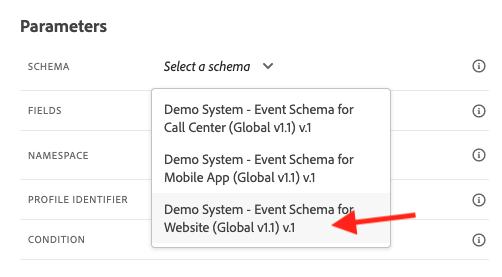 Parameters
SCHEMA
Select a schema
FIELDS
Demo System - Event Schema for
Call Center (Global v1.1) v.1
NAMESPACE
Demo System - Event Schema for
Mobile App (Global v1.1) v.1
PROFILE IDENTIFIER
Demo System - Event Schema for
Website (Global v1.1) v.1
CONDITION